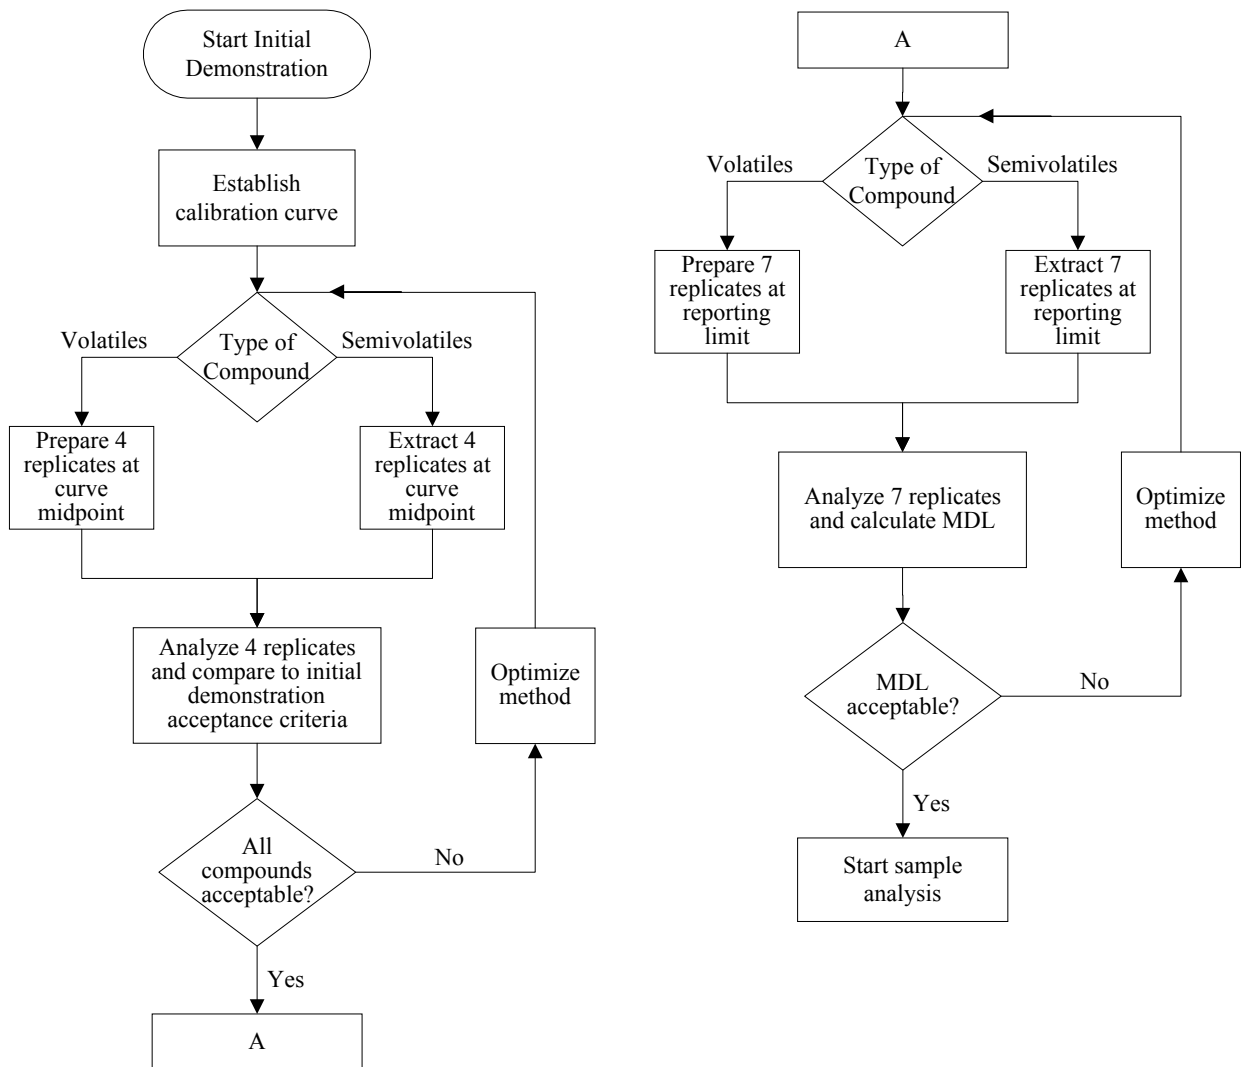 Start Initial
Demonstration
Establish
calibration curve
Volatiles
Type of
Compound
Semivolatiles
Prepare 4
replicates at
curve
midpoint
Extract 4
replicates at
curve
midpoint
Analyze 4 replicates
and compare to initial
demonstration
acceptance criteria
Optimize
method
All
compounds
acceptable?
No
Yes
A
A
Volatiles
Type of
Compound
Semivolatiles
Prepare 7
replicates at
reporting
limit
Extract 7
replicates at
reporting
limit
Analyze 7 replicates
and calculate MDL
Optimize
method
MDL
acceptable?
No
Yes
Start sample
analysis